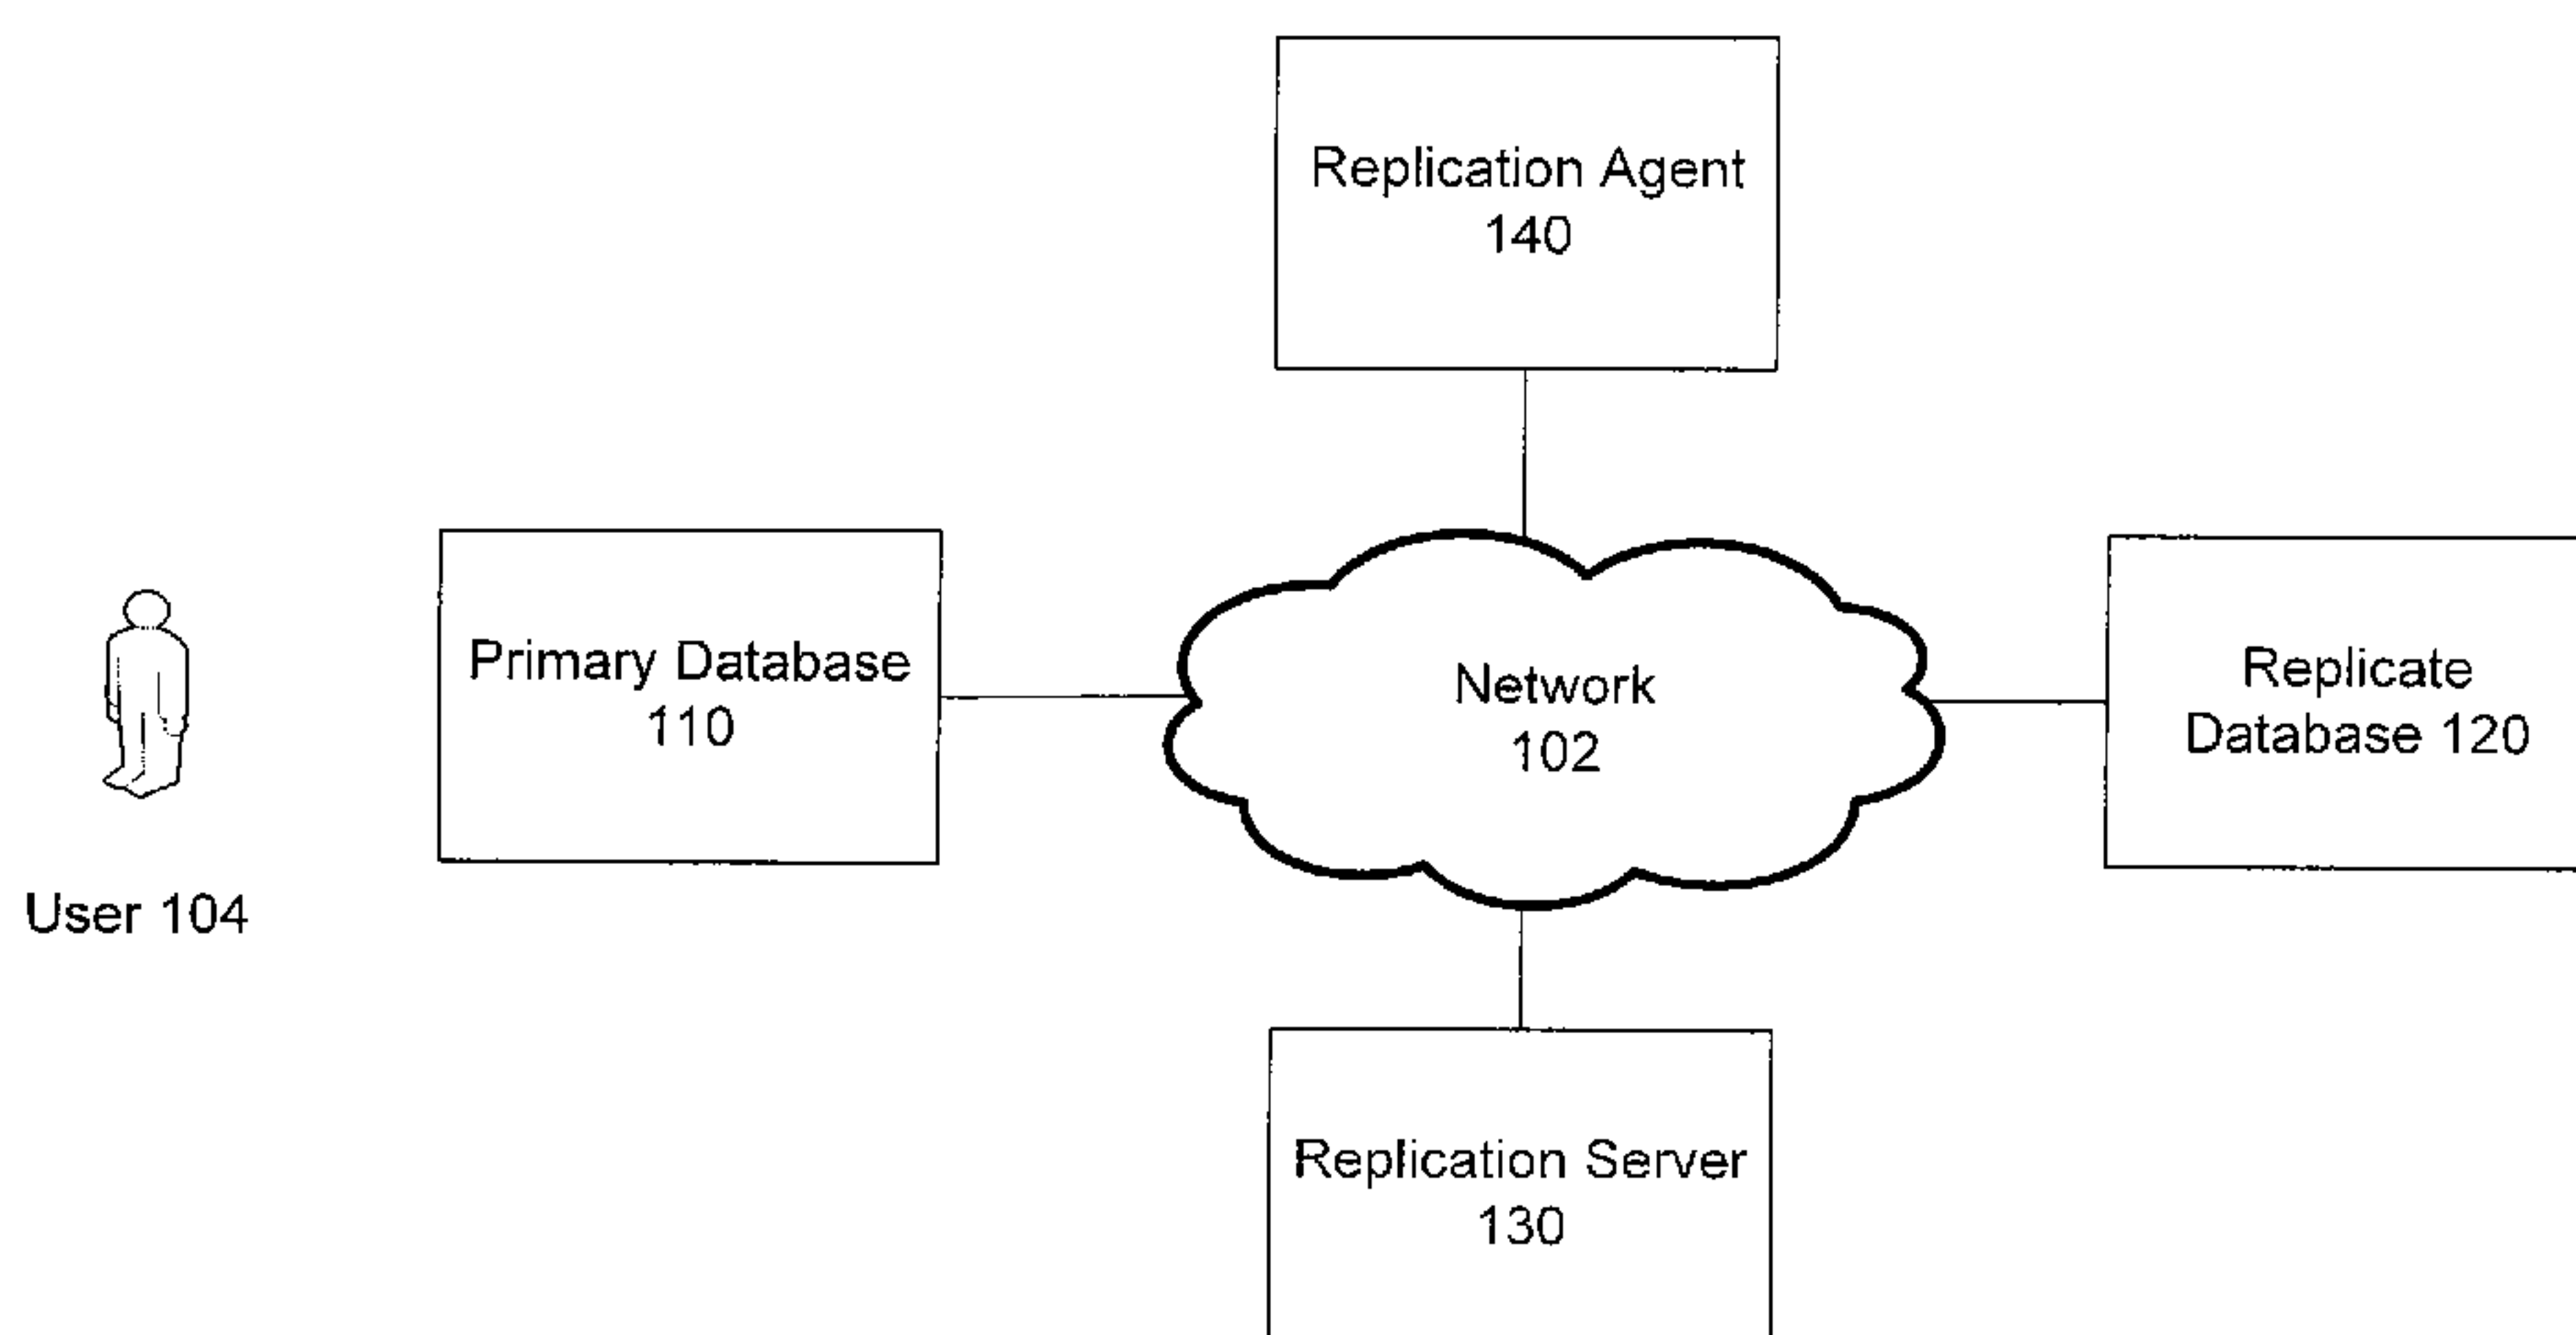 Replication Agent
140
Primary Database
110
Network
102
Replicate
Database 120
User 104
Replication Server
130